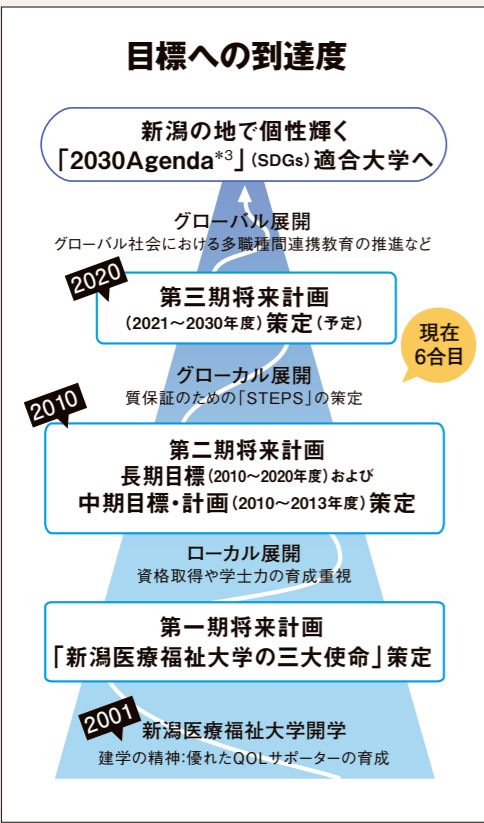 目標への到達度
新潟の地で個性輝く
「2030Agenda*3」(SDGs)適合大学へ
グローバル展開
グローバル社会における多職種間連携教育の推進など
2020
第三期将来計画
(2021〜2030年度)策定(予定)
現在
6合目
グローカル展開
質保証のための「STEPS」の策定
2010
第二期将来計画
長期目標(2010〜2020年度)および
中期目標・計画(2010〜2013年度)策定
ローカル展開
資格取得や学士力の育成重視
第一期将来計画
「新潟医療福祉大学の三大使命」策定
2001
新潟医療福祉大学開学
建学の精神:優れたQOLサポーターの育成